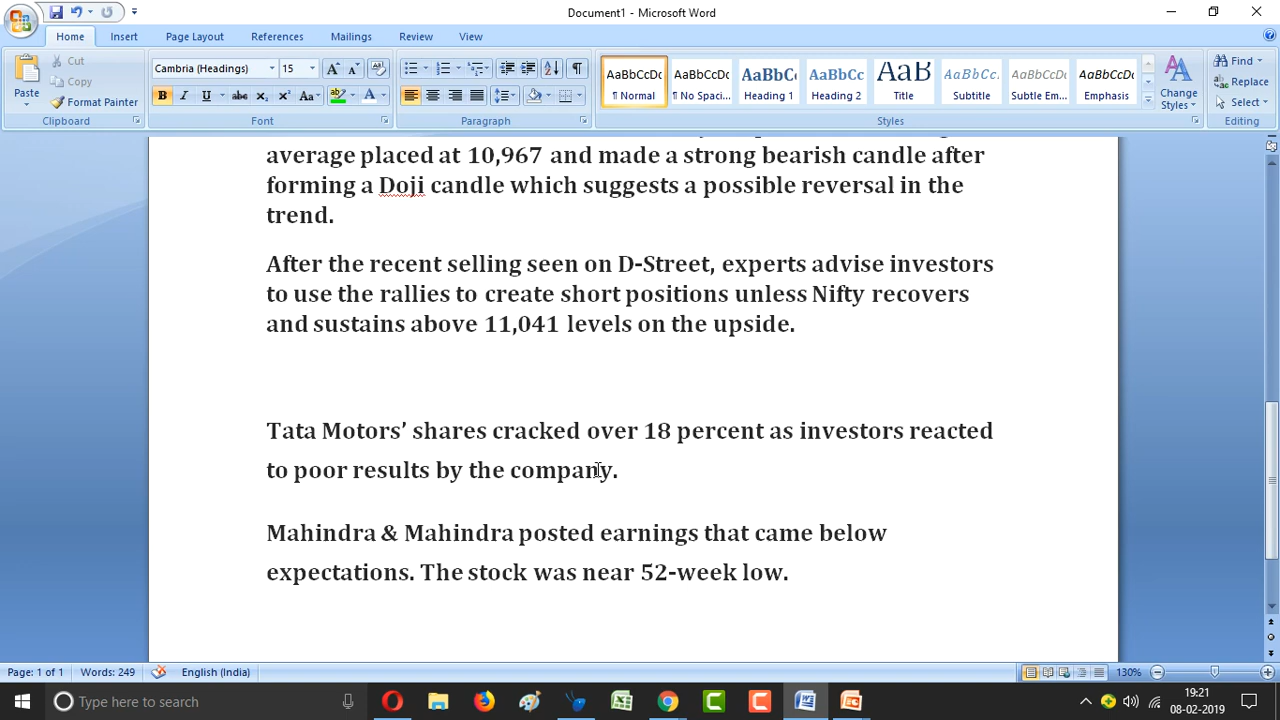 Document1 - Microsoft Word
Home Insert Page Layout References Mailings Review View
Paste
Cut
Copy
Format Painter
Clipboard
Cambria (Headings) 15
Font
Paragraph
AaBbCcDc AaBbCcDc AaBbCc AaBbCc AaB AaBbCc. AaBbCcDc AaBbCcDc
¶ Normal ¶ No Spaci... Heading 1 Heading 2 Title Subtitle Subtle Em... Emphasis
Styles
Change
Styles
Find
Replace
Select
Editing
average placed at 10,967 and made a strong bearish candle after
forming a Doji candle which suggests a possible reversal in the
trend.
After the recent selling seen on D-Street, experts advise investors
to use the rallies to create short positions unless Nifty recovers
and sustains above 11,041 levels on the upside.
Tata Motors’ shares cracked over 18 percent as investors reacted
to poor results by the company.
Mahindra & Mahindra posted earnings that came below
expectations. The stock was near 52-week low.
Page: 1 of 1 Words: 249 English (India) 130%
Type here to search
19:21
08-02-2019